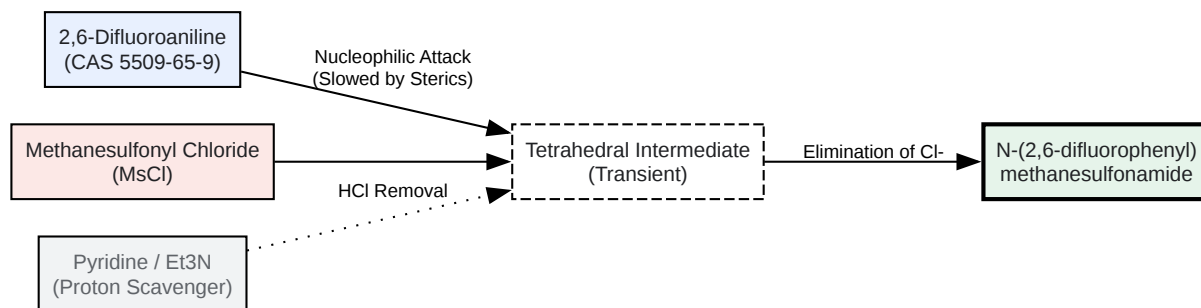 2,6-Difluoroaniline
(CAS 5509-65-9)
Nucleophilic Attack
(Slowed by Sterics)
Methanesulfonyl Chloride
(MsCl)
HCl Removal
Pyridine / Et3N
(Proton Scavenger)
Tetrahedral Intermediate
(Transient)
Elimination of Cl-
N-(2,6-difluorophenyl)
methanesulfonamide